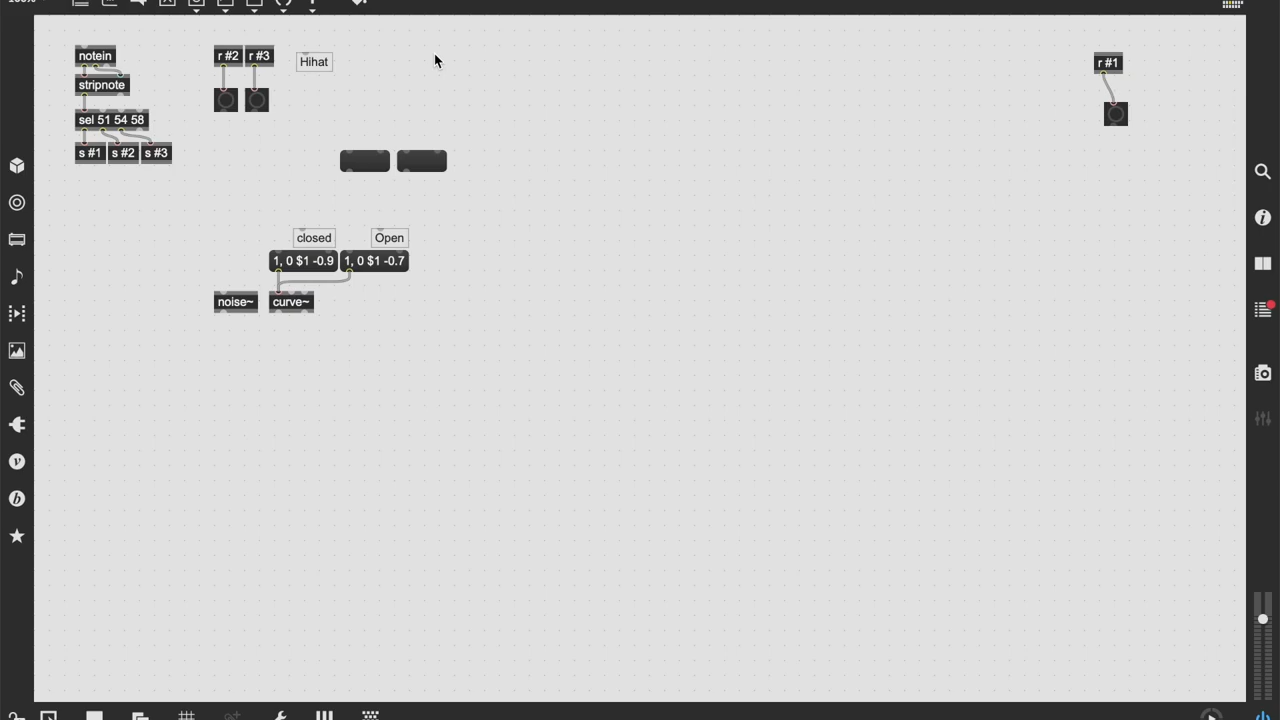 notein
stripnote
sel 51 54 58
s #1 s #2 s #3
r #2 r #3
Hihat
r #1
closed Open
1, 0 $1 -0.9 1, 0 $1 -0.7
noise~ curve~